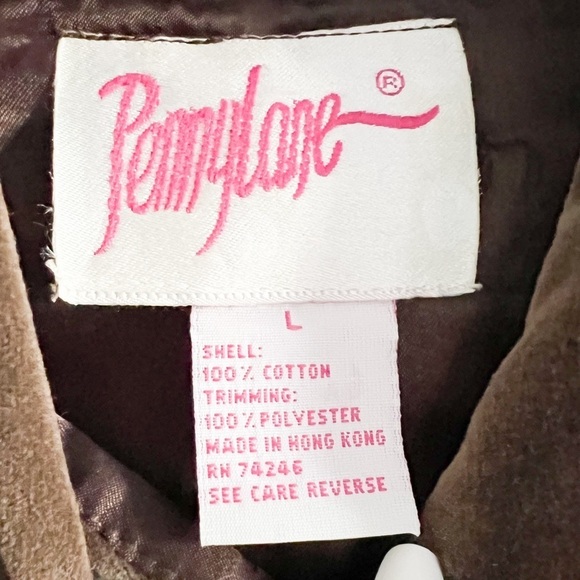 Pennylane ®
L
SHELL:
100% COTTON
TRIMMING:
100% POLYESTER
MADE IN HONG KONG
RN 74246
SEE CARE REVERSE